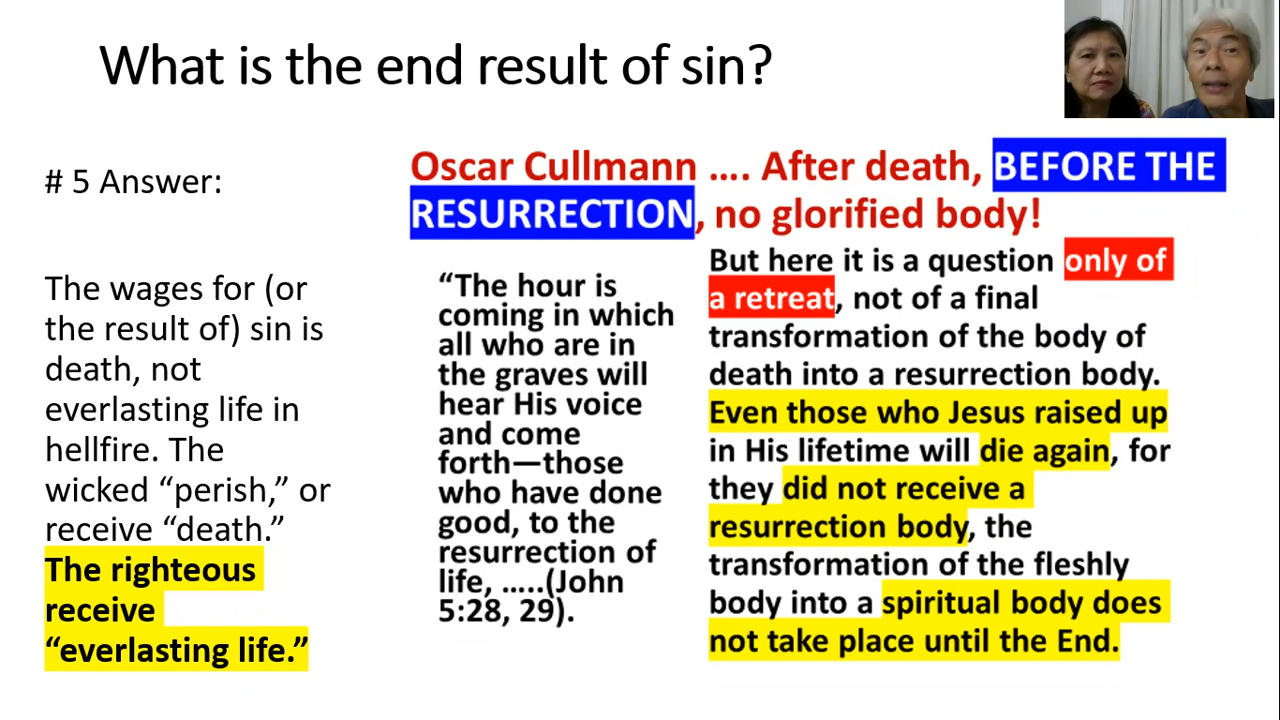 What is the end result of sin?
# 5 Answer:
The wages for (or
the result of) sin is
death, not
everlasting life in
hellfire. The
wicked “perish,” or
receive “death.”
The righteous
receive
“everlasting life.”
Oscar Cullmann …. After death, BEFORE THE
RESURRECTION, no glorified body!
“The hour is
coming in which
all who are in
the graves will
hear His voice
and come
forth—those
who have done
good, to the
resurrection of
life, …..(John
5:28, 29).
But here it is a question only of
a retreat, not of a final
transformation of the body of
death into a resurrection body.
Even those who Jesus raised up
in His lifetime will die again, for
they did not receive a
resurrection body, the
transformation of the fleshly
body into a spiritual body does
not take place until the End.